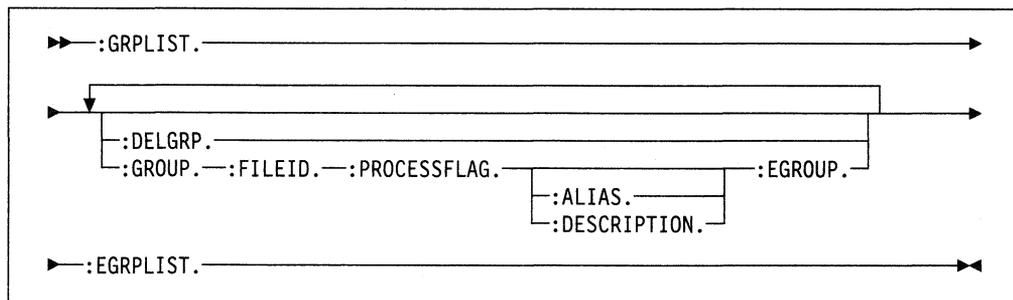 :GRPLIST.
:DELGRP.
:GROUP. :FILEID. :PROCESSFLAG. :EGROUP.
:ALIAS.
:DESCRIPTION.
:EGRPLIST.